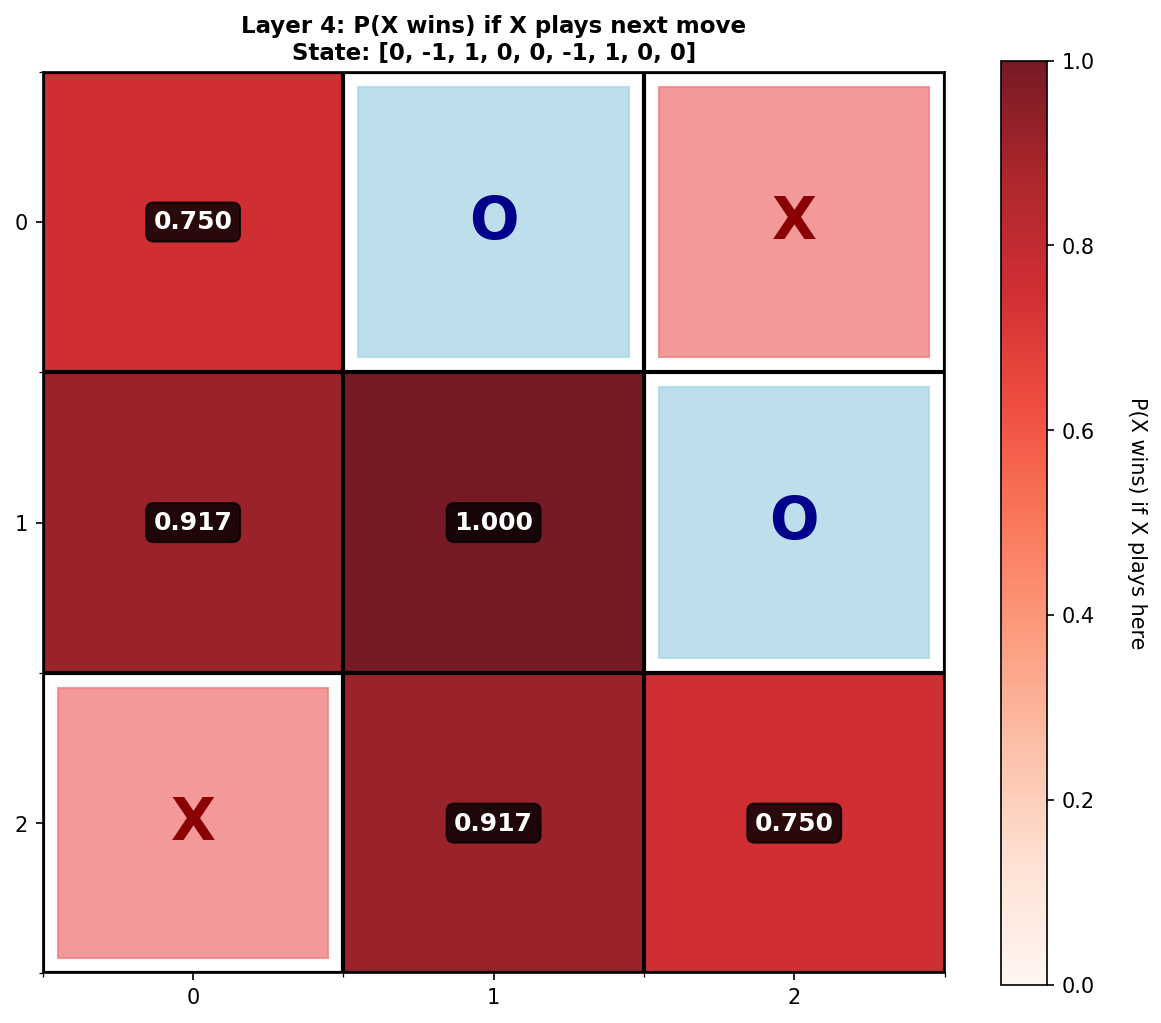 Layer 4: P(X wins) if X plays next move
State: [0, -1, 1, 0, 0, -1, 1, 0, 0]
0
0.750
O
X
1
0.917
1.000
O
2
X
0.917
0.750
0
1
2
1.0
0.8
0.6
0.4
0.2
0.0
P(X wins) if X plays here